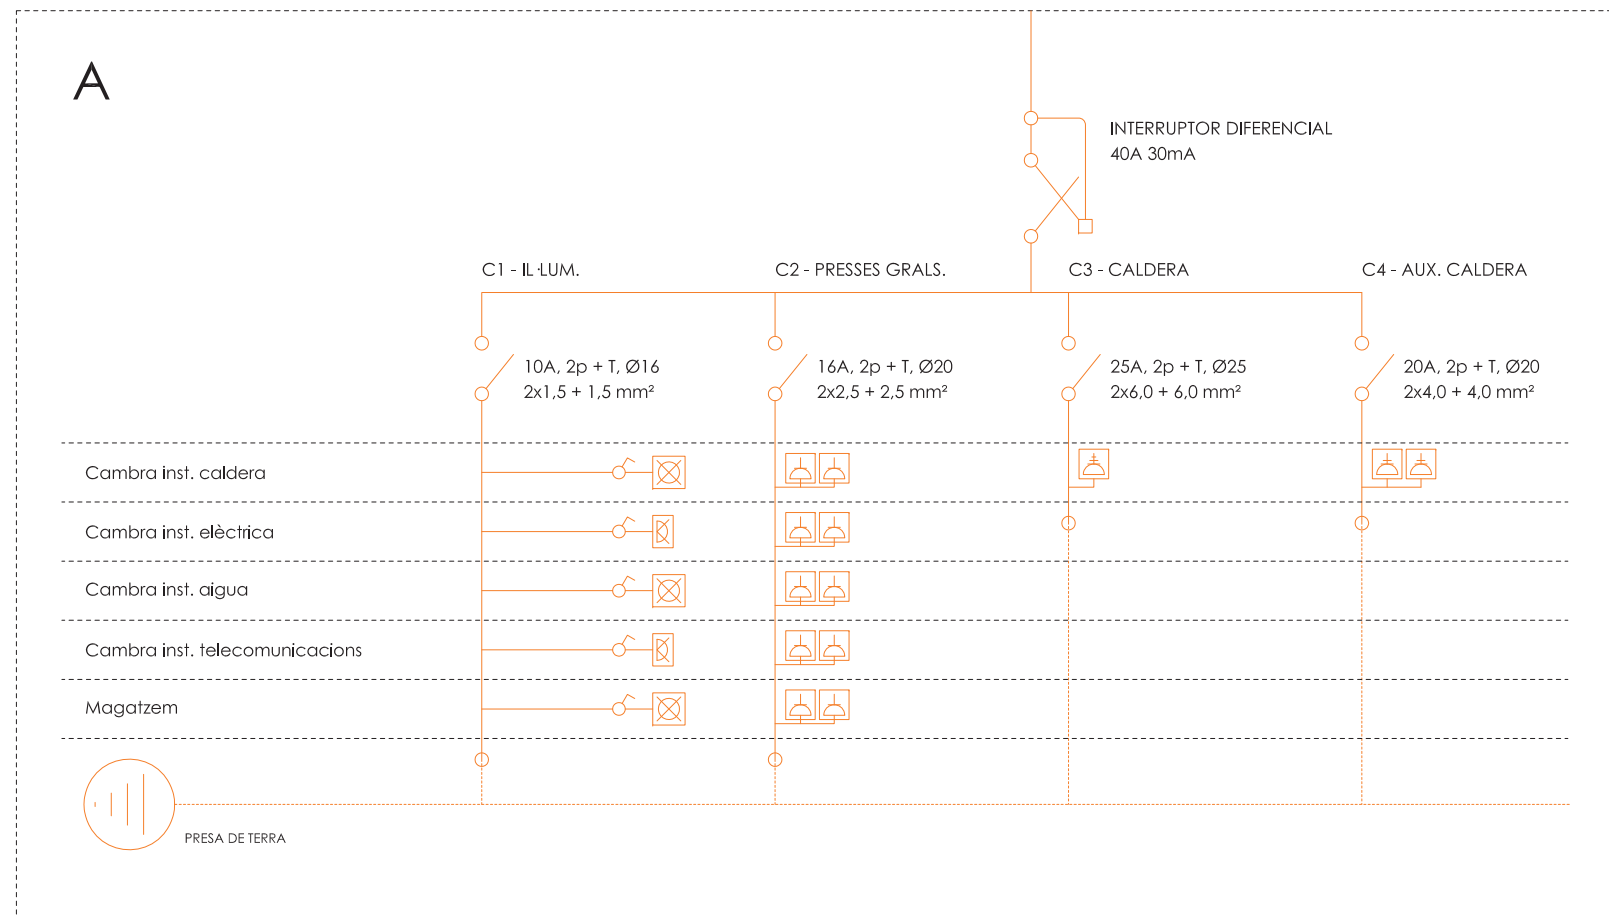 A
INTERRUPTOR DIFERENCIAL
40A 30mA
C1 - IL·LUM.
C2 - PRESSES GRALS.
C3 - CALDERA
C4 - AUX. CALDERA
10A, 2p + T, Ø16
2x1,5 + 1,5 mm²
16A, 2p + T, Ø20
2x2,5 + 2,5 mm²
25A, 2p + T, Ø25
2x6,0 + 6,0 mm²
20A, 2p + T, Ø20
2x4,0 + 4,0 mm²
Cambra inst. caldera
Cambra inst. elèctrica
Cambra inst. aigua
Cambra inst. telecomunicacions
Magatzem
PRESA DE TERRA